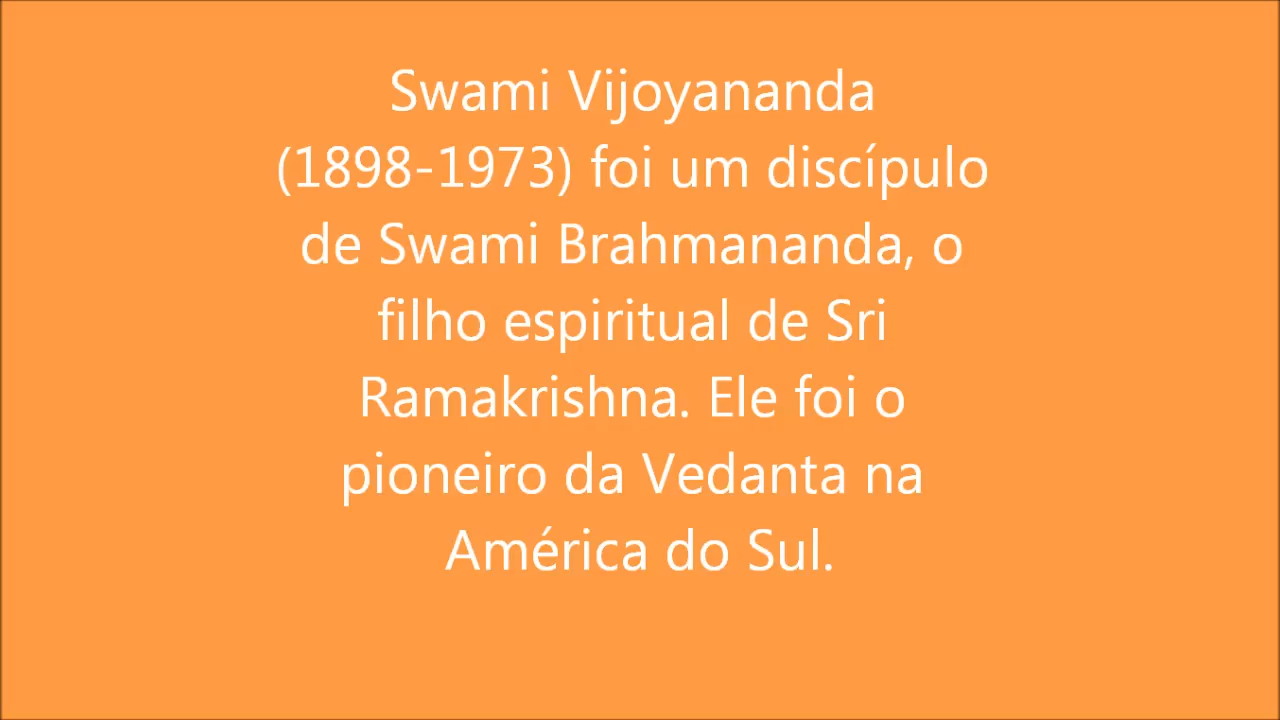 Swami Vijoyananda
(1898-1973) foi um discípulo
de Swami Brahmananda, o
filho espiritual de Sri
Ramakrishna. Ele foi o
pioneiro da Vedanta na
América do Sul.